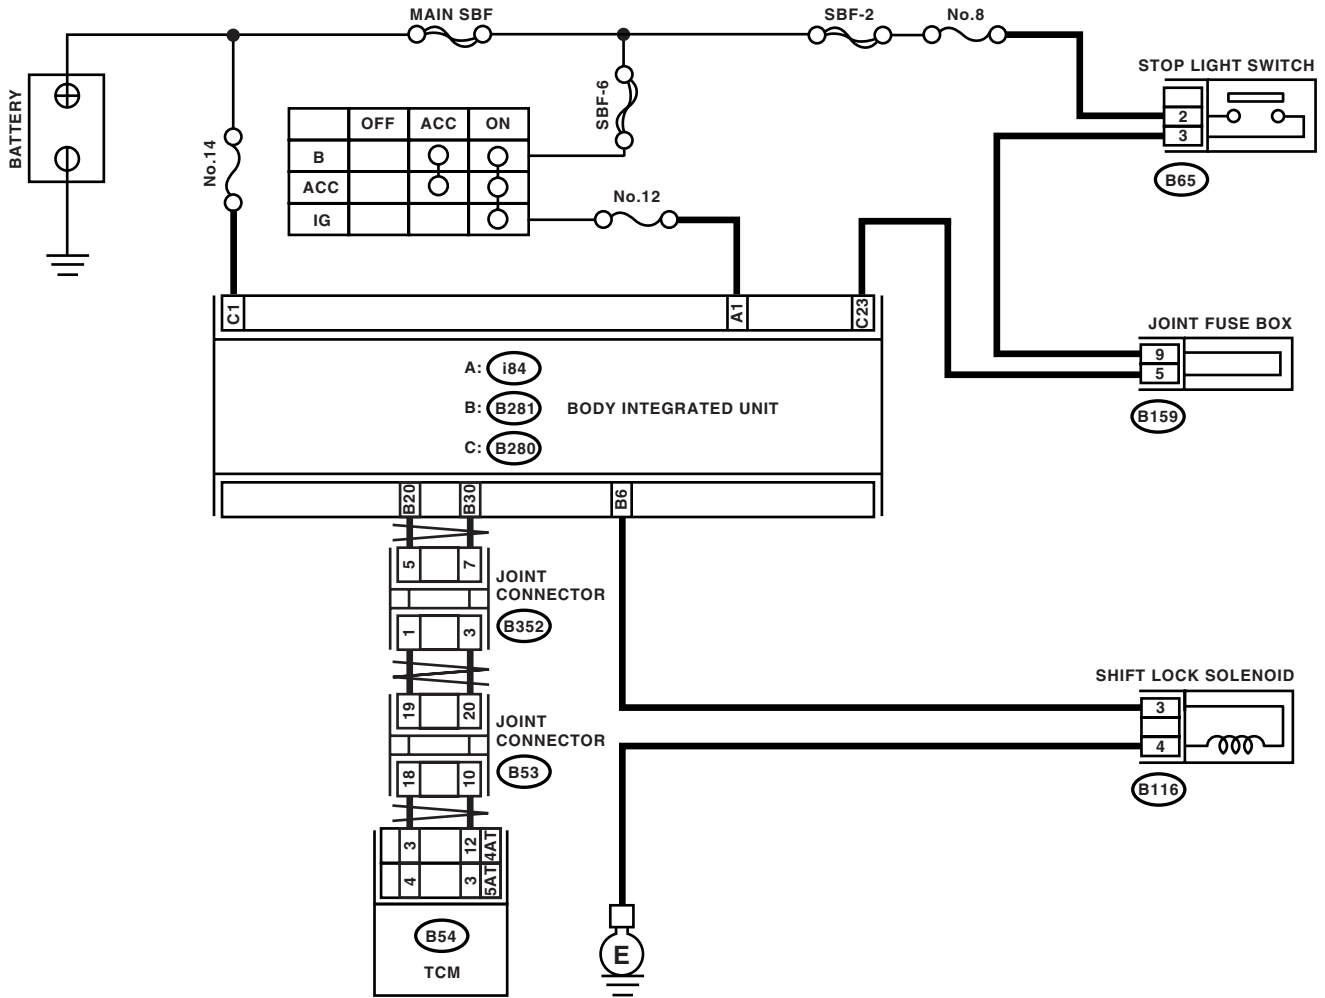 MAIN SBF
SBF-2
No.8
STOP LIGHT SWITCH
2
3
B65
BATTERY
No.14
SBF-6
OFF ACC ON
B
ACC
IG
No.12
C1
A1
C23
JOINT FUSE BOX
9
5
B159
A: i84
B: B281
C: B280
BODY INTEGRATED UNIT
B20
B30
B6
5
7
JOINT
CONNECTOR
B352
1
3
19
20
JOINT
CONNECTOR
B53
18
10
3
12
4AT
4
3
5AT
B54
TCM
SHIFT LOCK SOLENOID
3
4
B116
E